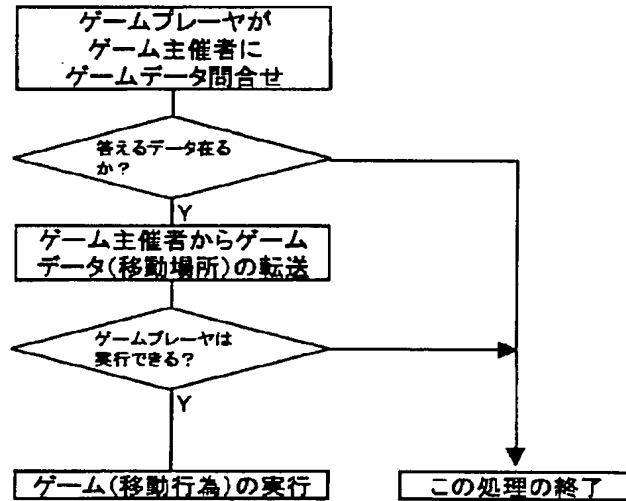 ゲームプレーヤが
ゲーム主催者に
ゲームデータ問合せ
答えるデータ在る
か?
Y
ゲーム主催者からゲーム
データ(移動場所)の転送
ゲームプレーヤは
実行できる?
Y
ゲーム(移動行為)の実行
この処理の終了